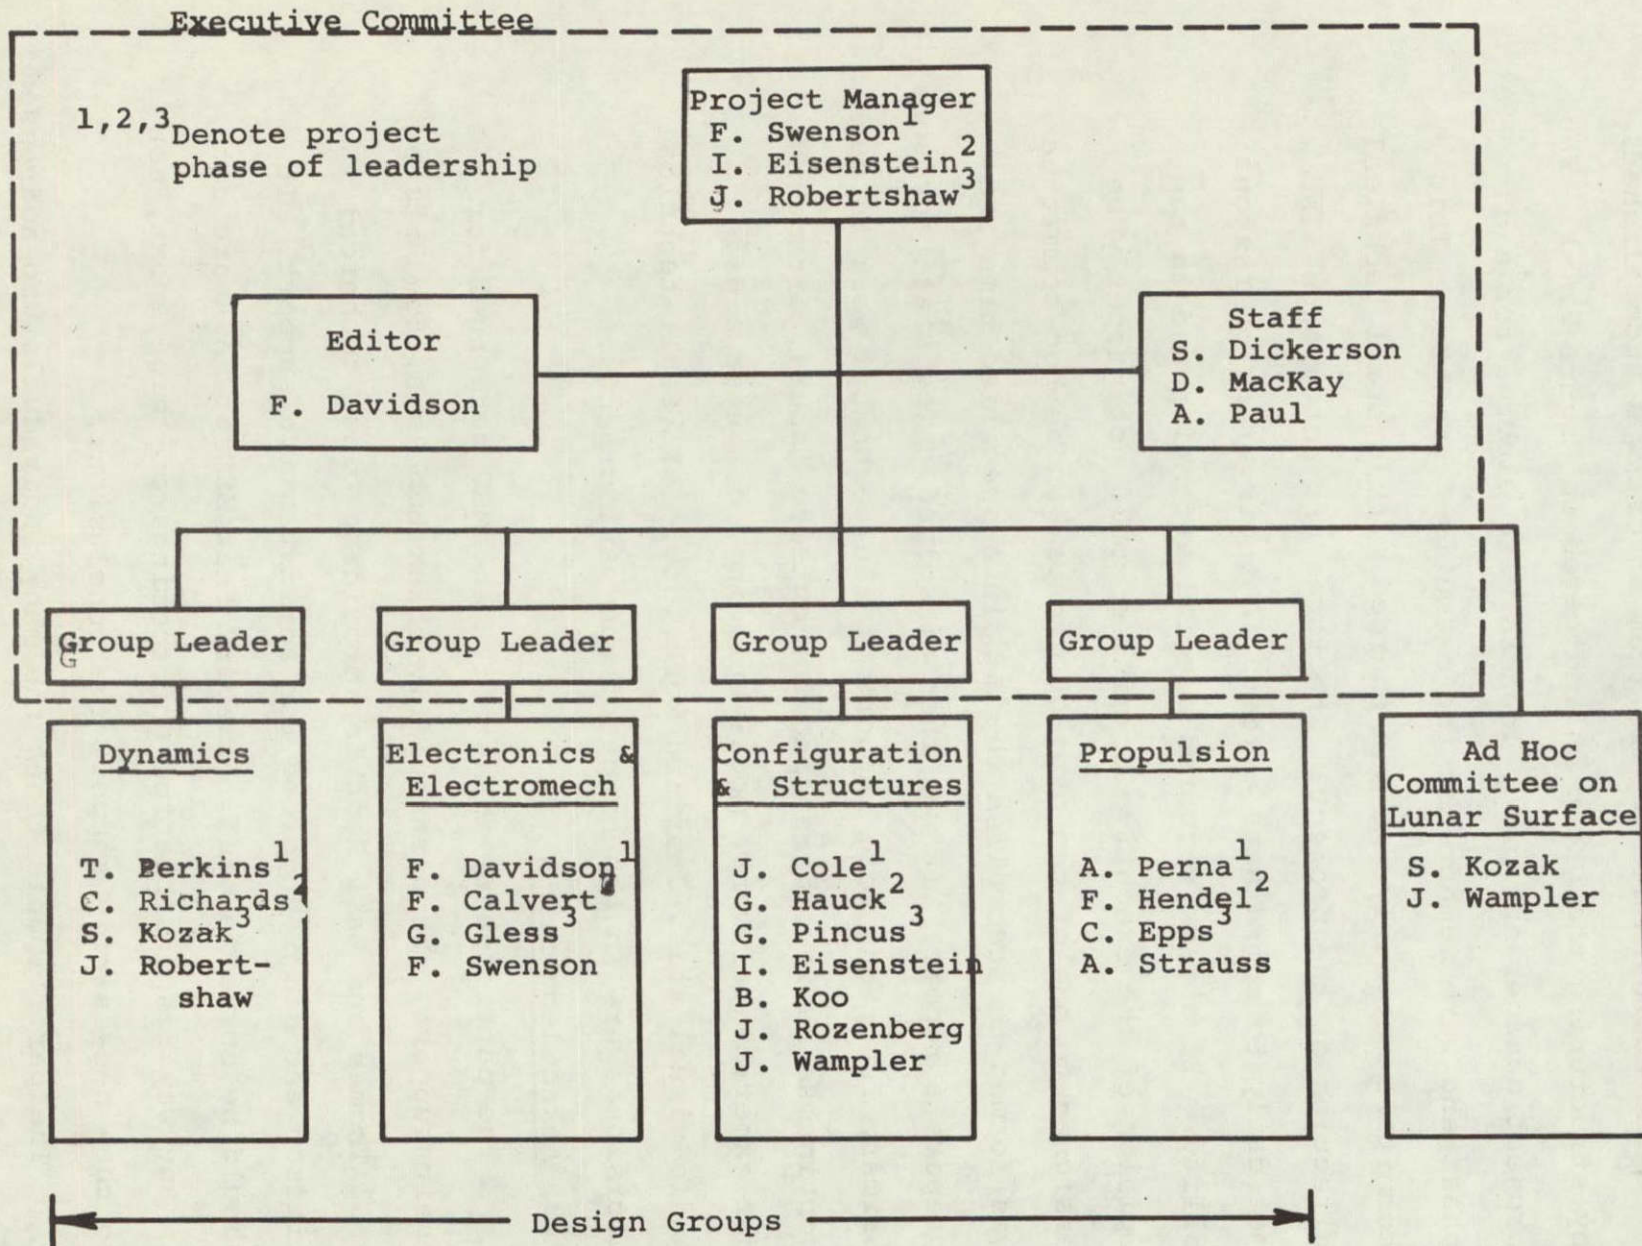 Executive Committee
1,2,3 Denote project
phase of leadership
Project Manager
F. Swenson1
I. Eisenstein2
J. Robertshaw3
Editor
F. Davidson
Staff
S. Dickerson
D. MacKay
A. Paul
Group Leader
Group Leader
Group Leader
Group Leader
Dynamics
T. Perkins1
C. Richards2
S. Kozak3
J. Robert-
shaw
Electronics &
Electromech
F. Davidson1
F. Calvert2
G. Gless3
F. Swenson
Configuration
& Structures
J. Cole1
G. Hauck2
G. Pincus3
I. Eisenstein
B. Koo
J. Rozenberg
J. Wampler
Propulsion
A. Perna1
F. Hendel2
C. Epps3
A. Strauss
Ad Hoc
Committee on
Lunar Surface
S. Kozak
J. Wampler
Design Groups